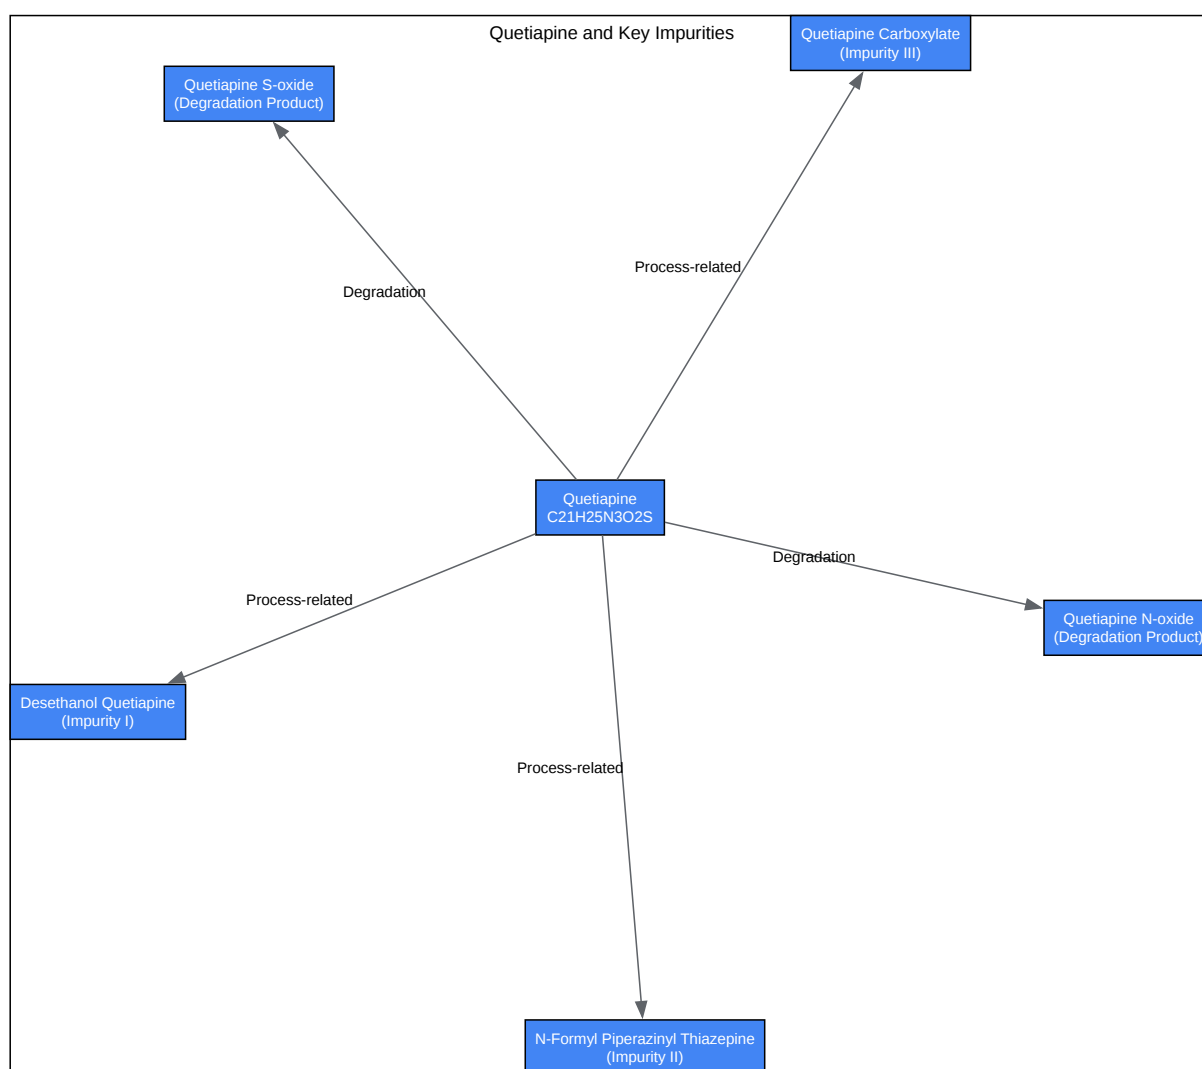 Quetiapine and Key Impurities
Quetiapine Carboxylate
(Impurity III)
Quetiapine S-oxide
(Degradation Product)
Process-related
Degradation
Quetiapine
C21H25N3O2S
Degradation
Process-related
Quetiapine N-oxide
(Degradation Product)
Desethanol Quetiapine
(Impurity I)
Process-related
N-Formyl Piperazinyl Thiazepine
(Impurity II)